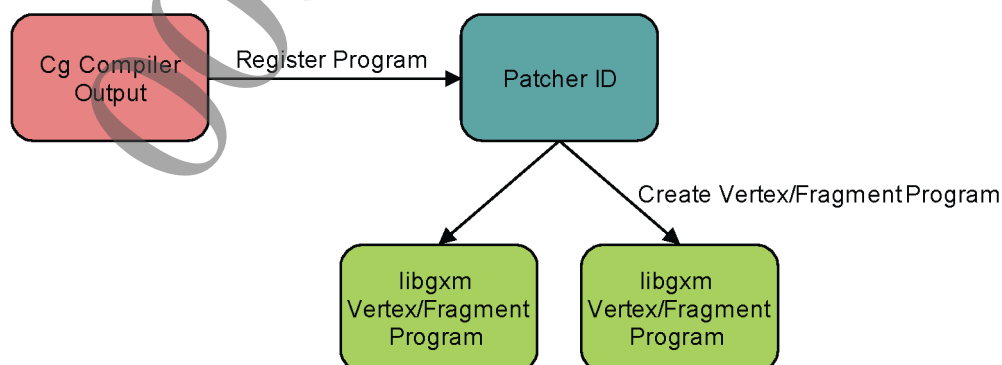 Cg Compiler
Output
Register Program
Patcher ID
Create Vertex/Fragment Program
libgxm
Vertex/Fragment
Program
libgxm
Vertex/Fragment
Program